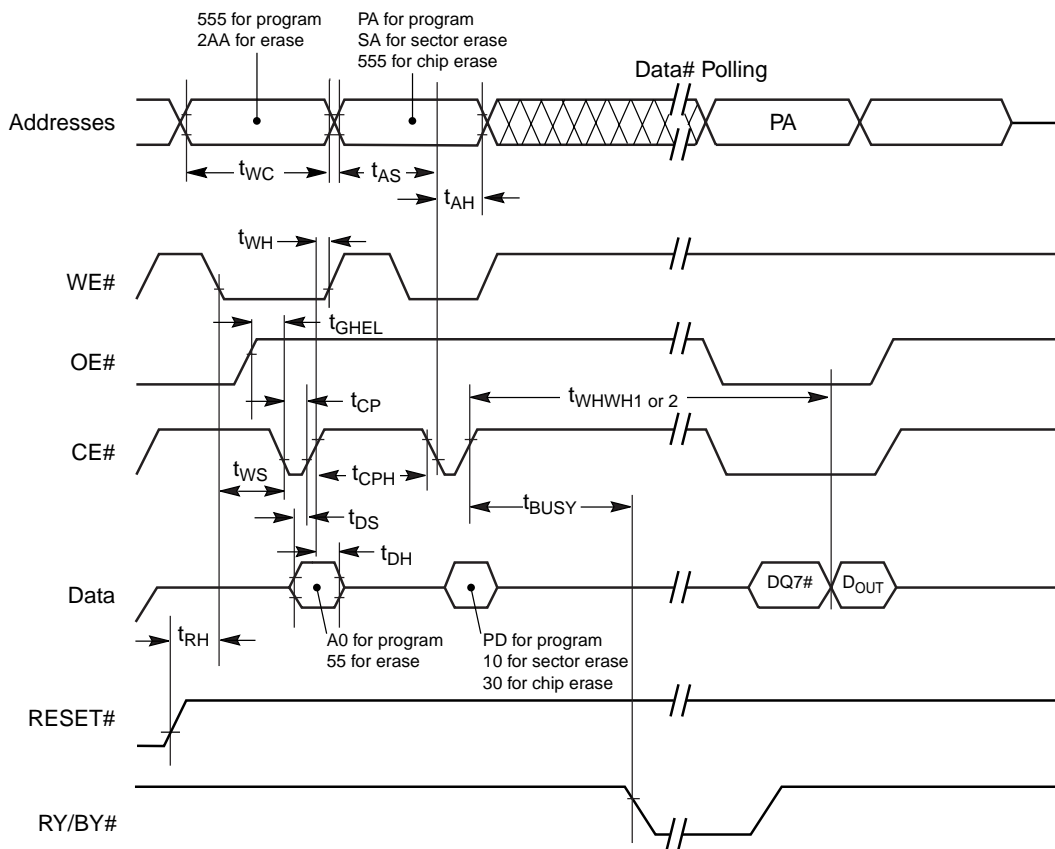 555 for program
2AA for erase
PA for program
SA for sector erase
555 for chip erase
Data# Polling
Addresses
PA
tWC
tAS
tAH
tWH
WE#
tGHEL
OE#
tCP
tWHWH1 or 2
CE#
tWS
tCPH
tBUSY
tDS
tDH
Data
DQ7#
DOUT
tRH
A0 for program
55 for erase
PD for program
10 for sector erase
30 for chip erase
RESET#
RY/BY#